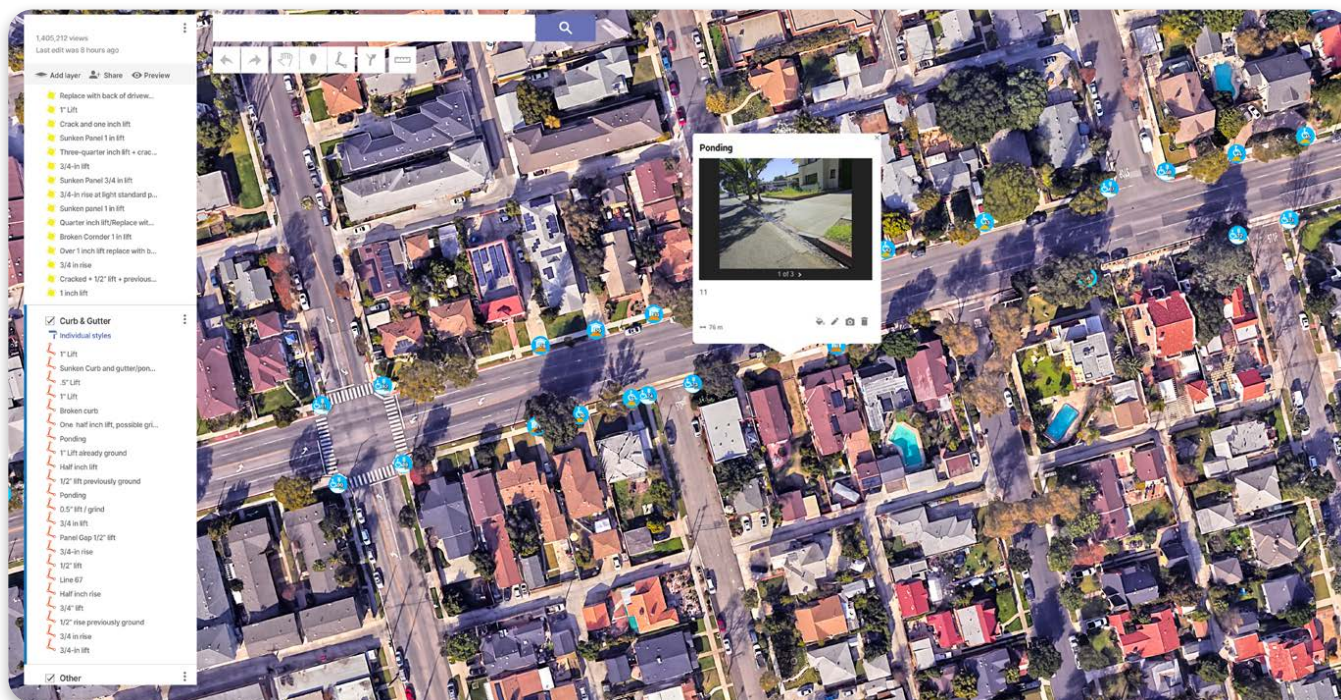 1,405,212 views
Last edit was 8 hours ago
Add layer Share Preview
Replace with back of drivew...
1" Lift
Crack and one inch lift
Sunken Panel 1 in lift
Three-quarter inch lift + crac...
3/4-in lift
Sunken Panel 3/4 in lift
3/4-in rise at light standard p...
Sunken panel 1 in lift
Quarter inch lift/Replace wit...
Broken Cornder 1 in lift
Over 1 inch lift replace with b...
3/4 in rise
Cracked + 1/2" lift + previous...
1 inch lift
Curb & Gutter
Individual styles
1" Lift
Sunken Curb and gutter/pon...
.5" Lift
1" Lift
Broken curb
One half inch lift, possible gri...
Ponding
1" Lift already ground
Half inch lift
1/2" lift previously ground
Ponding
0.5" lift / grind
3/4 in lift
Panel Gap 1/2" lift
3/4-in rise
1/2" lift
Line 67
Half inch rise
3/4" lift
1/2" rise previously ground
3/4 in rise
3/4-in lift
Other
Ponding
1 of 3 >
11
76 m